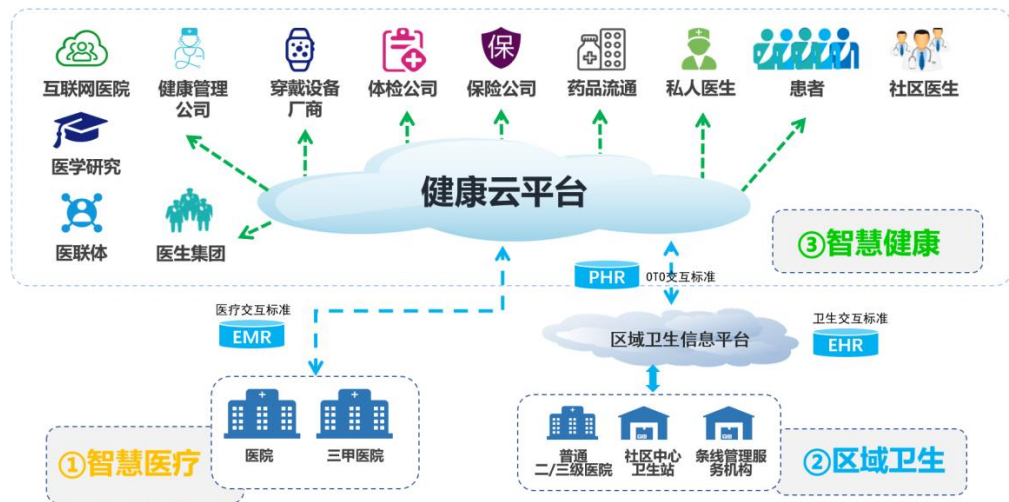 保
互联网医院
健康管理
公司
穿戴设备
厂商
体检公司
保险公司
药品流通
私人医生
患者
社区医生
医学研究
医联体
医生集团
健康云平台
③智慧健康
PHR
OTO交互标准
医疗交互标准
EMR
区域卫生信息平台
卫生交互标准
EHR
医院
三甲医院
①智慧医疗
普通
二/三级医院
社区中心
卫生站
条线管理服
务机构
②区域卫生